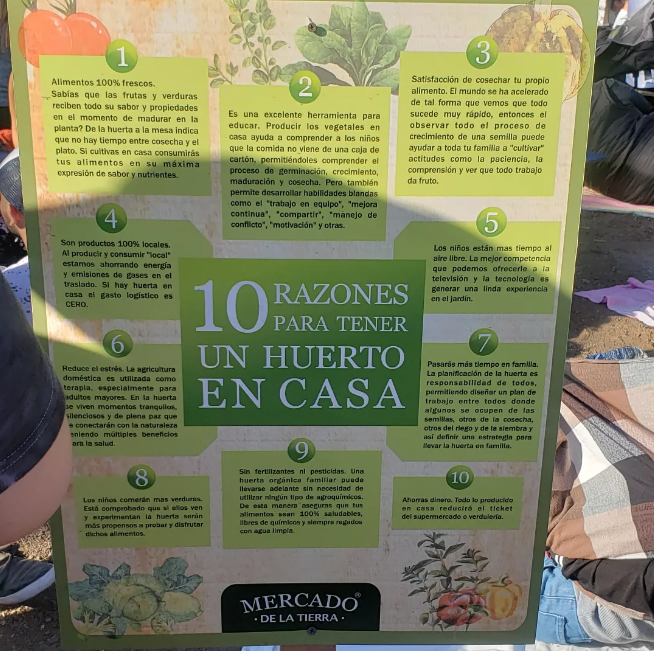 1
Alimentos 100% frescos.
Sabías que las frutas y verduras
reciben todo su sabor y propiedades
en el momento de madurar en la
planta? De la huerta a la mesa indica
que no hay tiempo entre cosecha y el
plato. Si cultivas en casa consumirás
tus alimentos en su máxima
expresión de sabor y nutrientes.
2
Es una excelente herramienta para
educar. Producir los vegetales en
casa ayuda a comprender a los niños
que la comida no viene de una caja de
cartón, permitiéndoles comprender el
proceso de germinación, crecimiento,
maduración y cosecha. Pero también
permite desarrollar habilidades blandas
como el "trabajo en equipo", "mejora
continua", "compartir", "manejo de
conflicto", "motivación" y otras.
3
Satisfacción de cosechar tu propio
alimento. El mundo se ha acelerado
de tal forma que vemos que todo
sucede muy rápido, entonces el
observar todo el proceso de
crecimiento de una semilla puede
ayudar a toda tu familia a "cultivar"
actitudes como la paciencia, la
comprensión y ver que todo trabajo
da fruto.
4
Son productos 100% locales.
Al producir y consumir "local"
estamos ahorrando energía
y emisiones de gases en el
traslado. Si hay huerta en
casa el gasto logístico es
CERO.
5
Los niños están mas tiempo al
aire libre. La mejor competencia
que podemos ofrecerle a la
televisión y la tecnología es
generar una linda experiencia
en el jardín.
10 RAZONES
PARA TENER
UN HUERTO
EN CASA
6
Reduce el estrés. La agricultura
doméstica es utilizada como
terapia, especialmente para
adultos mayores. En la huerta
se viven momentos tranquilos,
silenciosos y de plena paz que
conectarán con la naturaleza
teniendo múltiples beneficios
para la salud.
7
Pasarás más tiempo en familia.
La planificación de la huerta es
responsabilidad de todos,
permitiendo diseñar un plan de
trabajo entre todos donde
algunos se ocupen de las
semillas, otros de la cosecha,
otros del riego y de la siembra y
así definir una estrategia para
llevar la huerta en familia.
8
Los niños comerán mas verduras.
Está comprobado que si ellos ven
y experimentan la huerta serán
más propensos a probar y disfrutar
dichos alimentos.
9
Sin fertilizantes ni pesticidas. Una
huerta orgánica familiar puede
llevarse adelante sin necesidad de
utilizar ningún tipo de agroquímicos.
De esta manera aseguras que tus
alimentos sean 100% saludables,
libres de químicos y siempre regados
con agua limpia.
10
Ahorras dinero. Todo lo producido
en casa reducirá el ticket
del supermercado o verdulería.
MERCADO®
· DE LA TIERRA ·